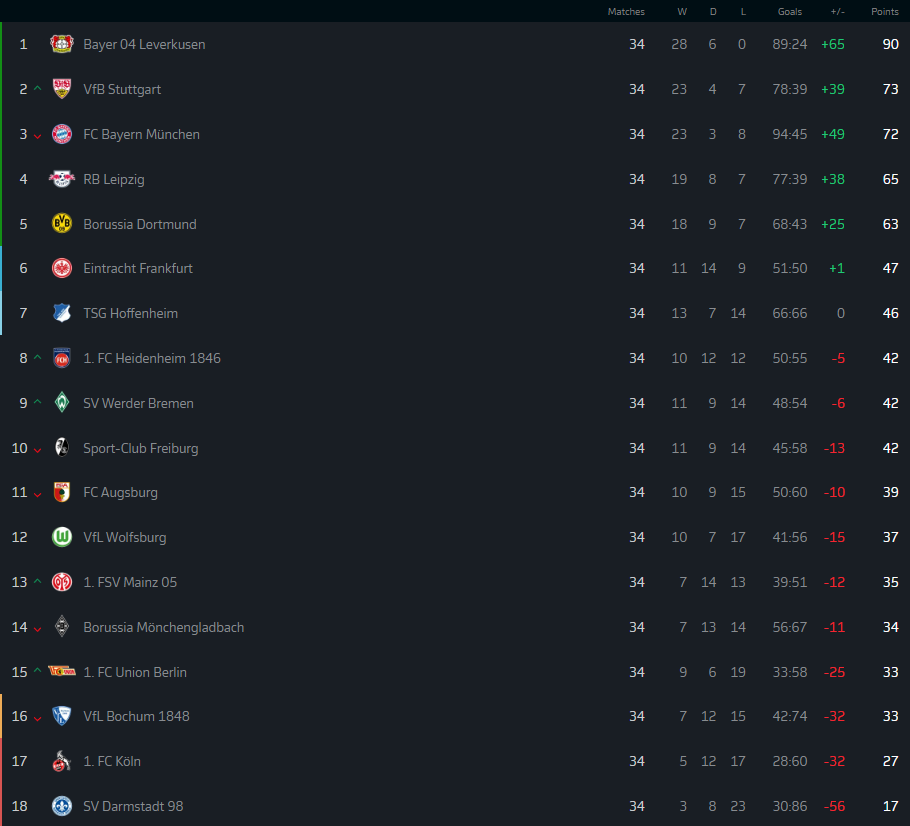 Matches W D L Goals +/- Points
1 Bayer 04 Leverkusen 34 28 6 0 89:24 +65 90
2 VfB Stuttgart 34 23 4 7 78:39 +39 73
3 FC Bayern München 34 23 3 8 94:45 +49 72
4 RB Leipzig 34 19 8 7 77:39 +38 65
5 Borussia Dortmund 34 18 9 7 68:43 +25 63
6 Eintracht Frankfurt 34 11 14 9 51:50 +1 47
7 TSG Hoffenheim 34 13 7 14 66:66 0 46
8 1. FC Heidenheim 1846 34 10 12 12 50:55 -5 42
9 SV Werder Bremen 34 11 9 14 48:54 -6 42
10 Sport-Club Freiburg 34 11 9 14 45:58 -13 42
11 FC Augsburg 34 10 9 15 50:60 -10 39
12 VfL Wolfsburg 34 10 7 17 41:56 -15 37
13 1. FSV Mainz 05 34 7 14 13 39:51 -12 35
14 Borussia Mönchengladbach 34 7 13 14 56:67 -11 34
15 1. FC Union Berlin 34 9 6 19 33:58 -25 33
16 VfL Bochum 1848 34 7 12 15 42:74 -32 33
17 1. FC Köln 34 5 12 17 28:60 -32 27
18 SV Darmstadt 98 34 3 8 23 30:86 -56 17